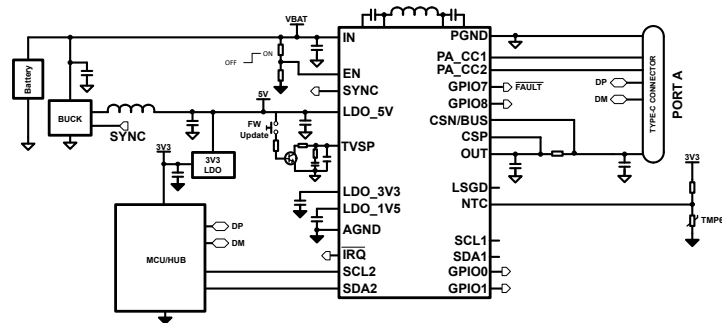 VBAT
IN
PGND
OFF
ON
EN
PA_CC1
PA_CC2
Battery
SYNC
GPIO7
FAULT
DP
DM
TYPE-C CONNECTOR
PORT A
BUCK
5V
LDO_5V
GPIO8
SYNC
FW
Update
CSN/BUS
CSP
3V3
3V3
LDO
TVSP
OUT
3V3
LDO_3V3
LSGD
LDO_1V5
NTC
TMP6
MCU/HUB
DP
DM
AGND
SCL1
IRQ
SDA1
SCL2
GPIO0
SDA2
GPIO1